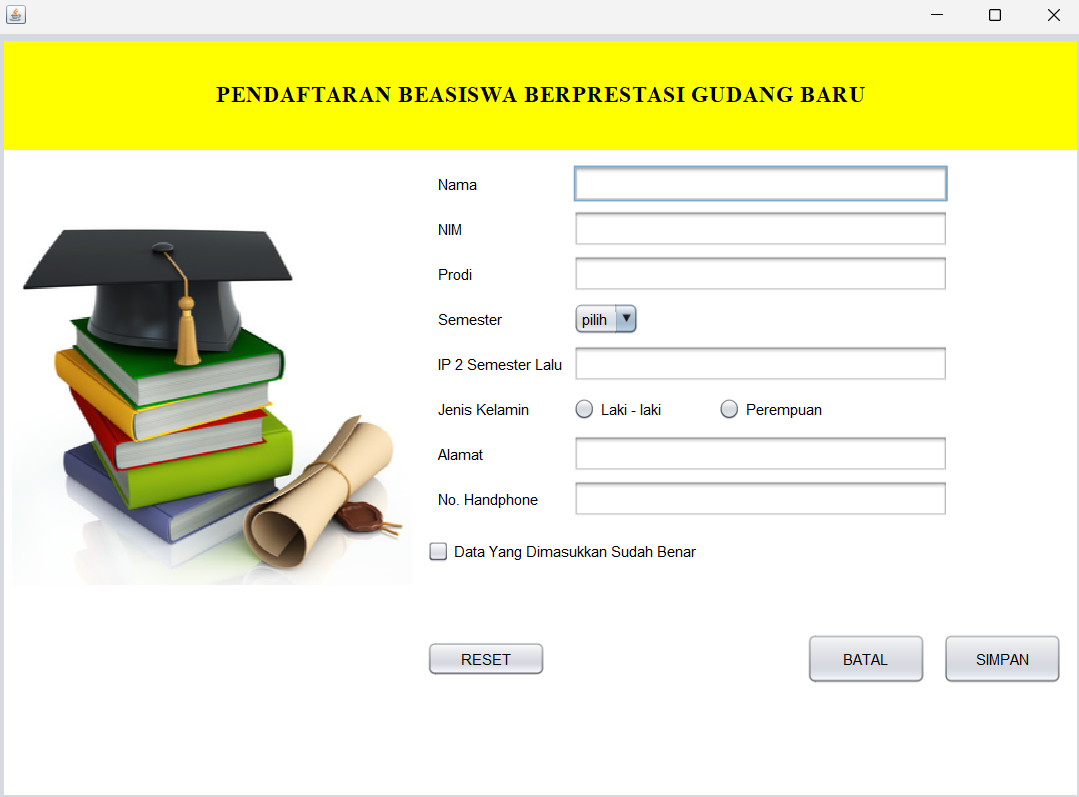 PENDAFTARAN BEASISWA BERPRESTASI GUDANG BARU
Nama
NIM
Prodi
Semester pilih
IP 2 Semester Lalu
Jenis Kelamin Laki - laki Perempuan
Alamat
No. Handphone
Data Yang Dimasukkan Sudah Benar
RESET BATAL SIMPAN